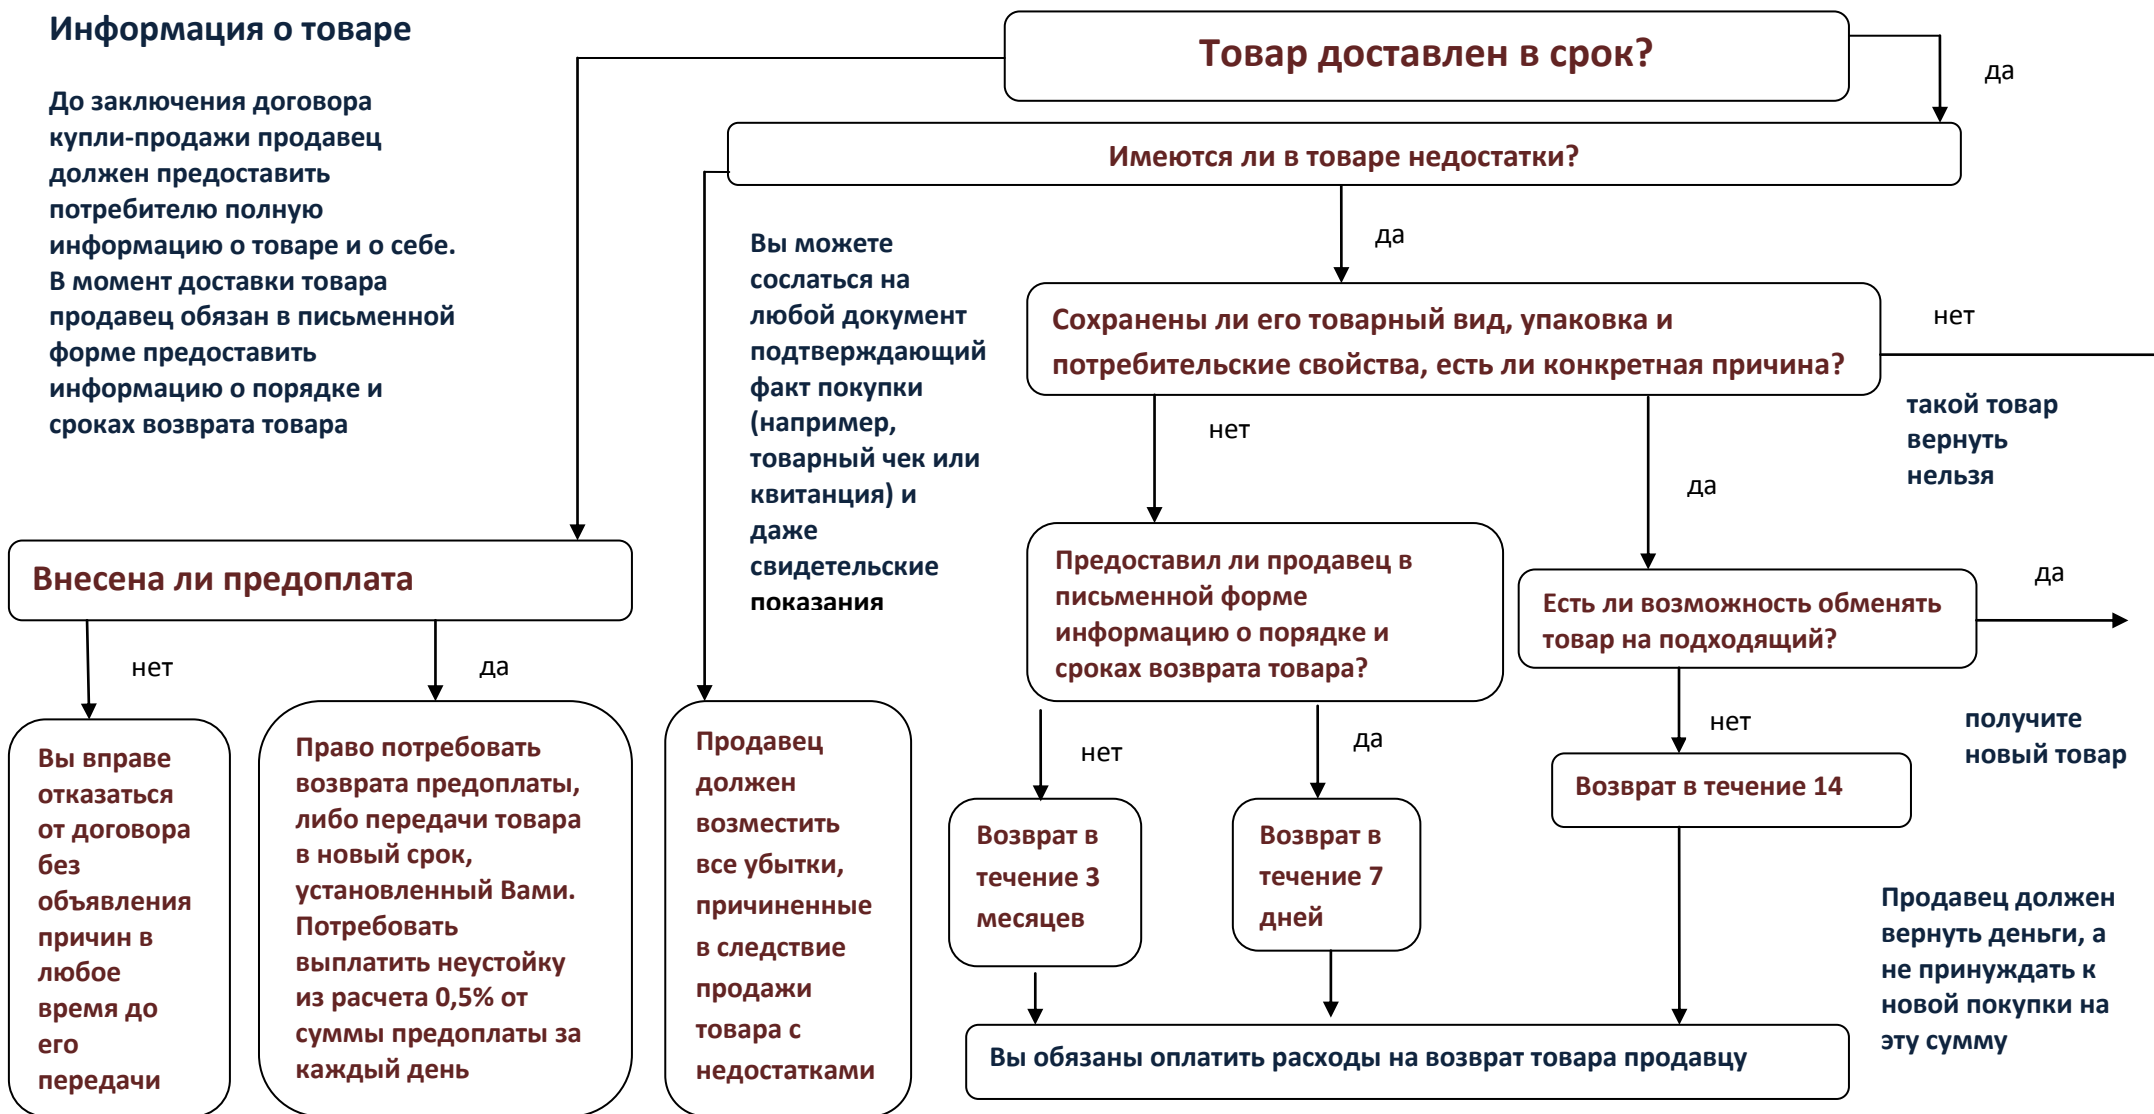 Информация о товаре
До заключения договора
купли-продажи продавец
должен предоставить
потребителю полную
информацию о товаре и о себе.
В момент доставки товара
продавец обязан в письменной
форме предоставить
информацию о порядке и
сроках возврата товара
Товар доставлен в срок?
да
Имеются ли в товаре недостатки?
да
Вы можете
сослаться на
любой документ
подтверждающий
факт покупки
(например,
товарный чек или
квитанция) и
даже
свидетельские
показания
Сохранены ли его товарный вид, упаковка и
потребительские свойства, есть ли конкретная причина?
нет
такой товар
вернуть
нельзя
нет
да
Внесена ли предоплата
нет
да
Предоставил ли продавец в
письменной форме
информацию о порядке и
сроках возврата товара?
Есть ли возможность обменять
товар на подходящий?
да
получите
новый товар
нет
да
нет
Вы вправе
отказаться
от договора
без
объявления
причин в
любое
время до
его
передачи
Право потребовать
возврата предоплаты,
либо передачи товара
в новый срок,
установленный Вами.
Потребовать
выплатить неустойку
из расчета 0,5% от
суммы предоплаты за
каждый день
Продавец
должен
возместить
все убытки,
причиненные
в следствие
продажи
товара с
недостатками
Возврат в
течение 3
месяцев
Возврат в
течение 7
дней
Возврат в течение 14
Продавец должен
вернуть деньги, а
не принуждать к
новой покупки на
эту сумму
Вы обязаны оплатить расходы на возврат товара продавцу